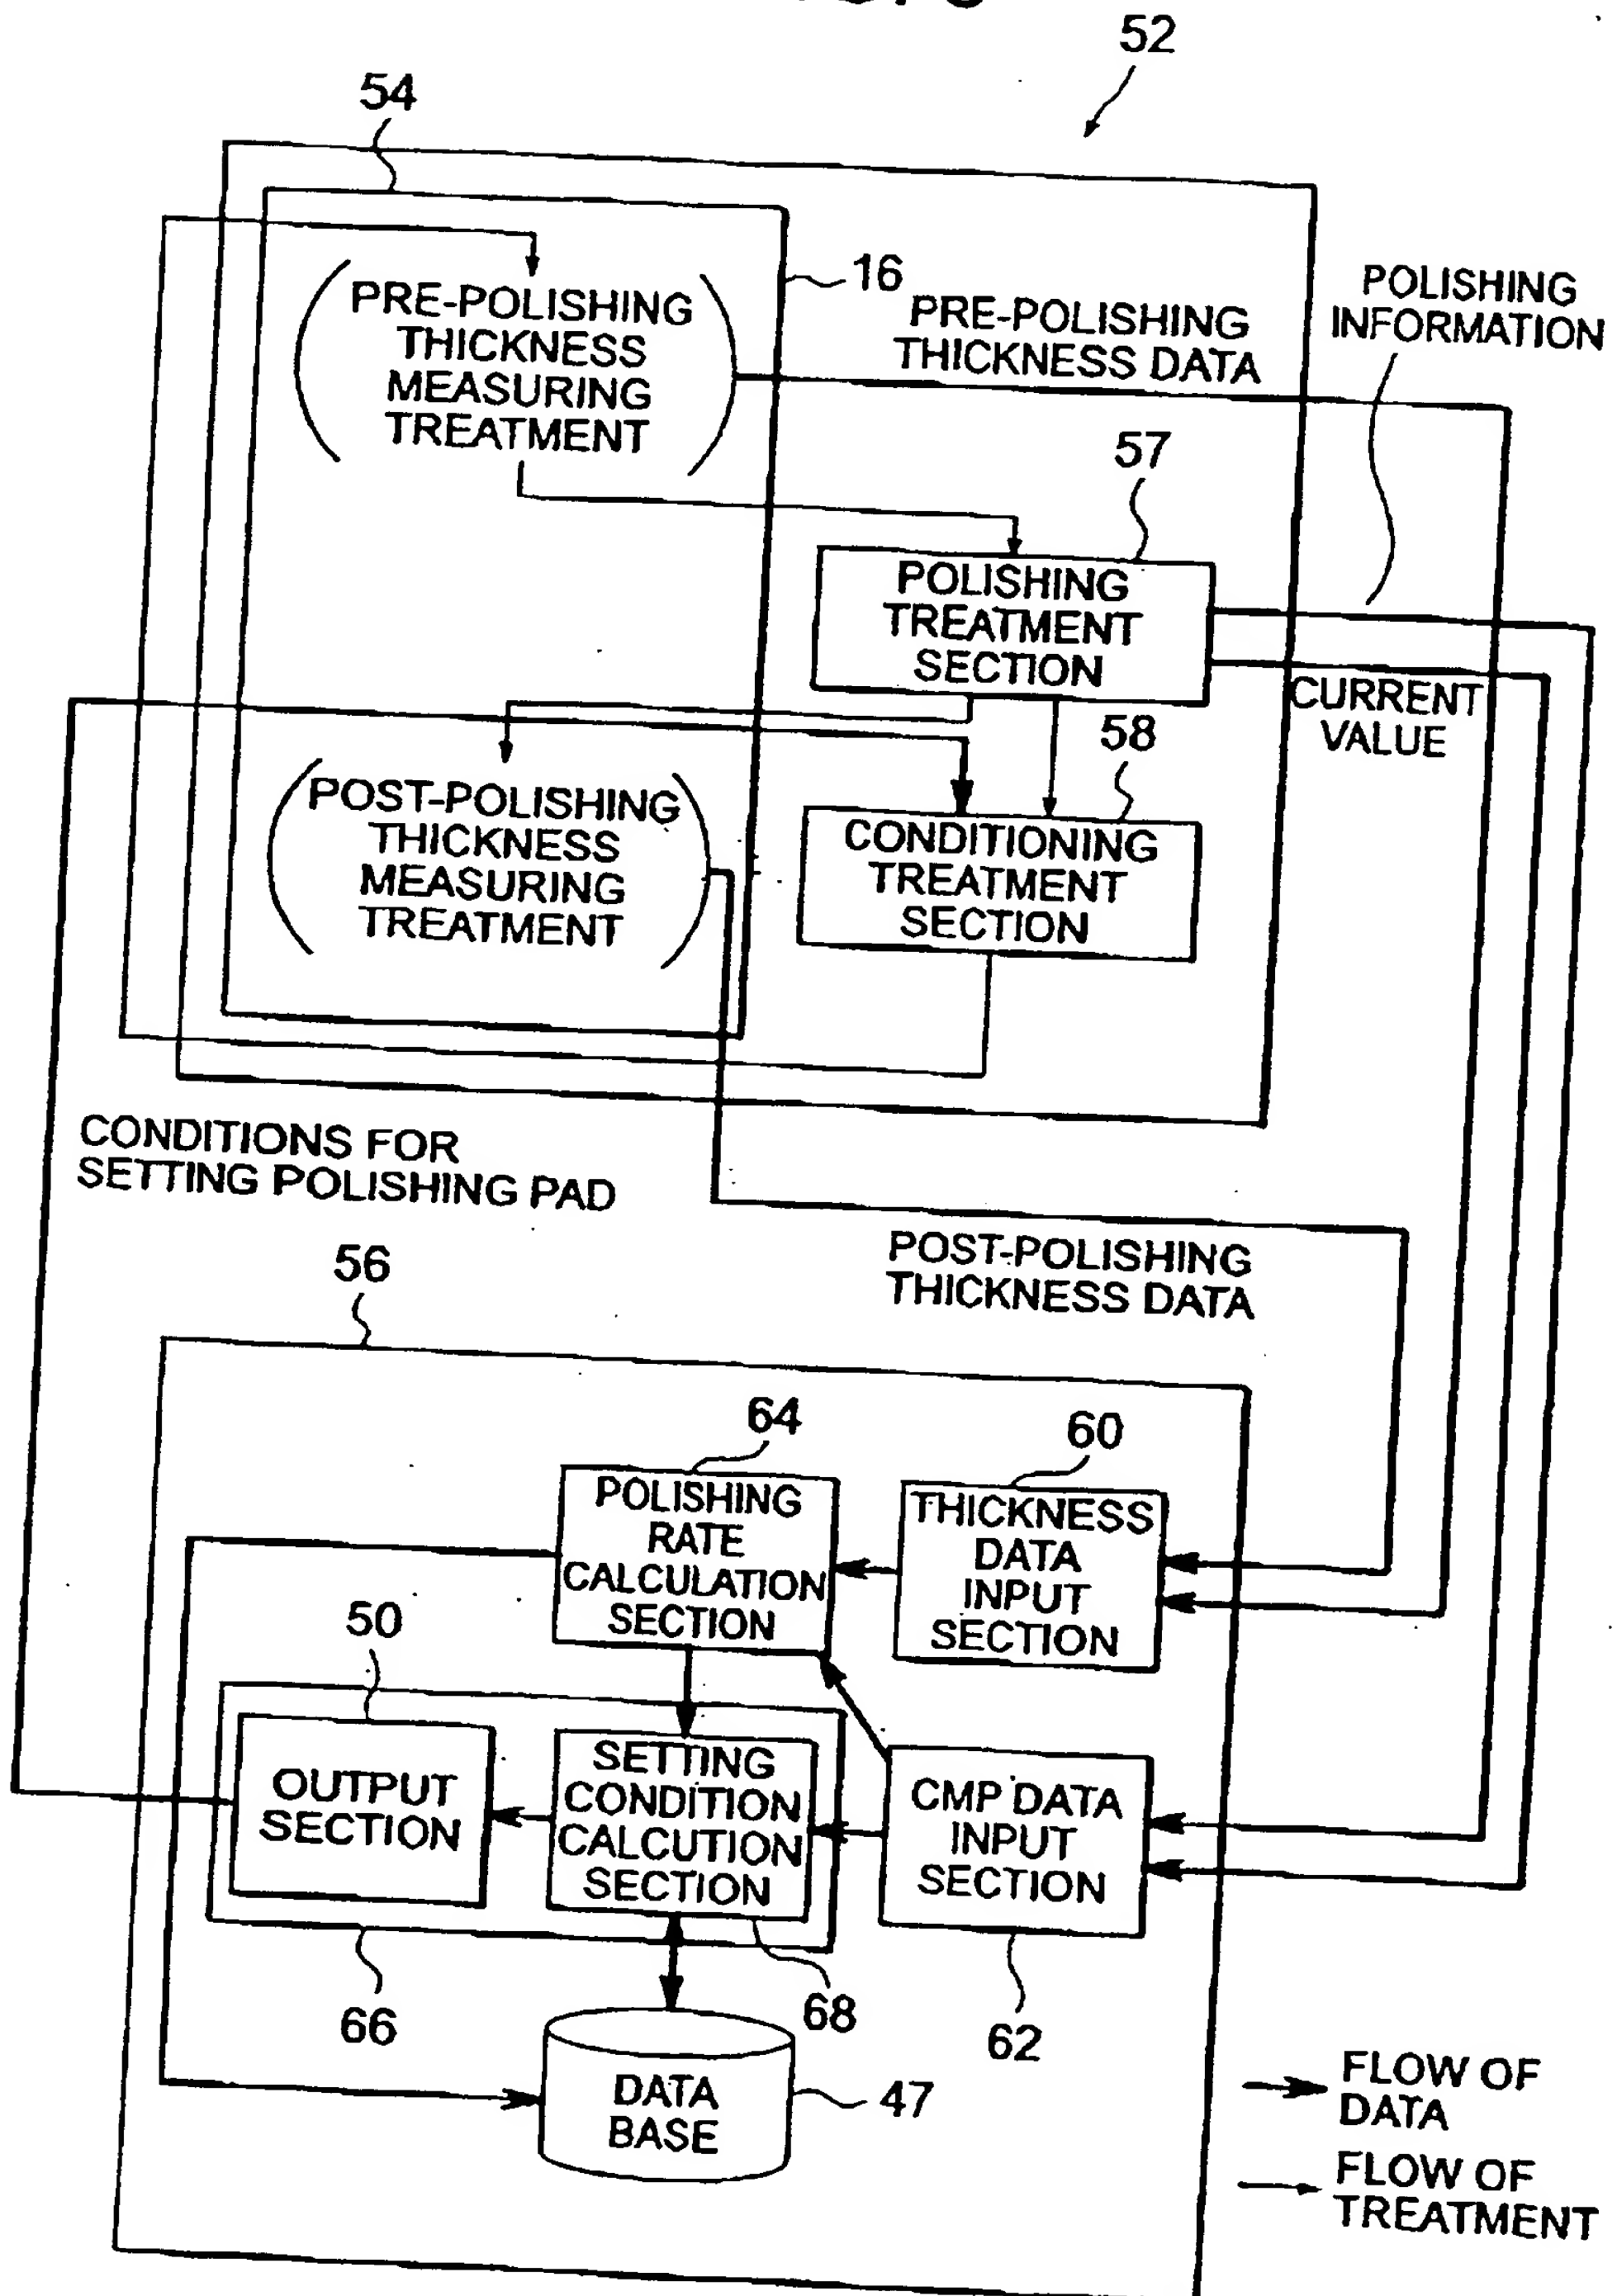 52
54
16
PRE-POLISHING
THICKNESS
MEASURING
TREATMENT
PRE-POLISHING
THICKNESS DATA
POLISHING
INFORMATION
57
POLISHING
TREATMENT
SECTION
CURRENT
VALUE
58
POST-POLISHING
THICKNESS
MEASURING
TREATMENT
CONDITIONING
TREATMENT
SECTION
CONDITIONS FOR
SETTING POLISHING PAD
POST-POLISHING
THICKNESS DATA
56
64
60
POLISHING
RATE
CALCULATION
SECTION
THICKNESS
DATA
INPUT
SECTION
50
OUTPUT
SECTION
SETTING
CONDITION
CALCUTION
SECTION
CMP DATA
INPUT
SECTION
66
68
62
DATA
BASE
47
FLOW OF
DATA
FLOW OF
TREATMENT